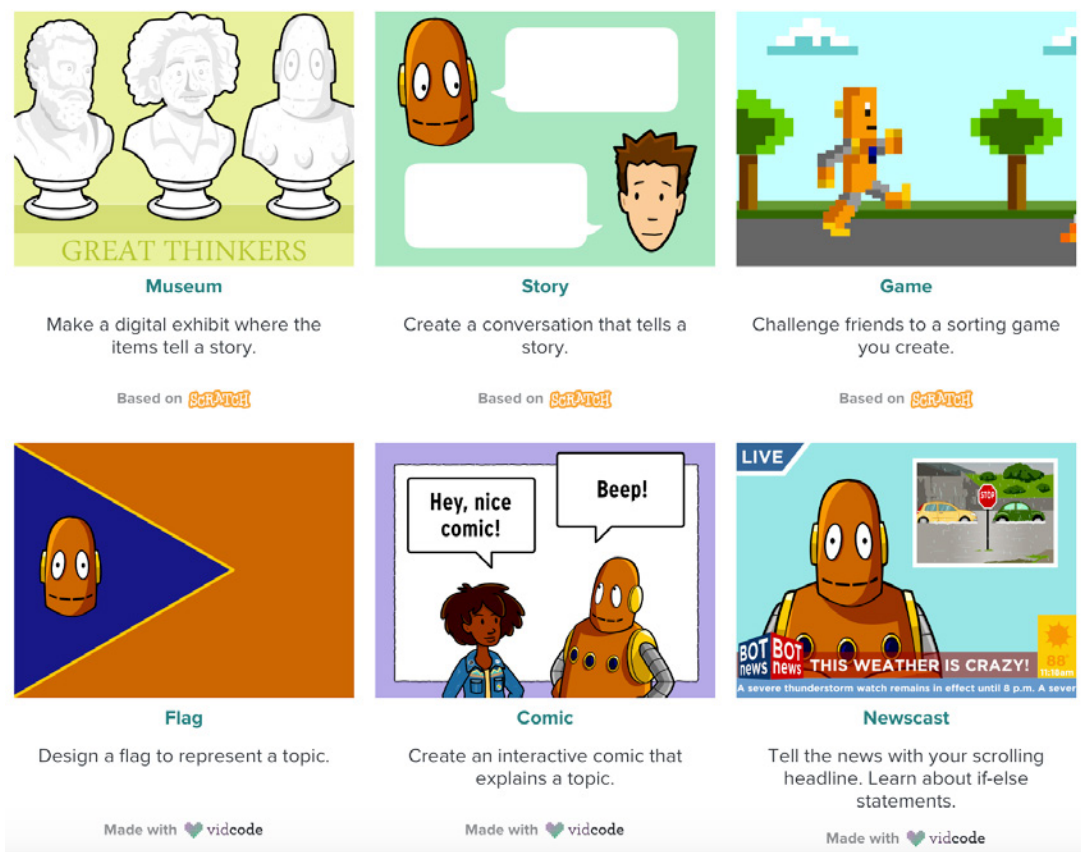 GREAT THINKERS
Museum
Make a digital exhibit where the
items tell a story.
Based on SCRATCH
Story
Create a conversation that tells a
story.
Based on SCRATCH
Game
Challenge friends to a sorting game
you create.
Based on SCRATCH
Flag
Design a flag to represent a topic.
Made with vidcode
Hey, nice
comic!
Beep!
Comic
Create an interactive comic that
explains a topic.
Made with vidcode
LIVE
STOP
BOT BOT
news news
THIS WEATHER IS CRAZY!
88°
11:18am
A severe thunderstorm watch remains in effect until 8 p.m. A sever
Newscast
Tell the news with your scrolling
headline. Learn about if-else
statements.
Made with vidcode